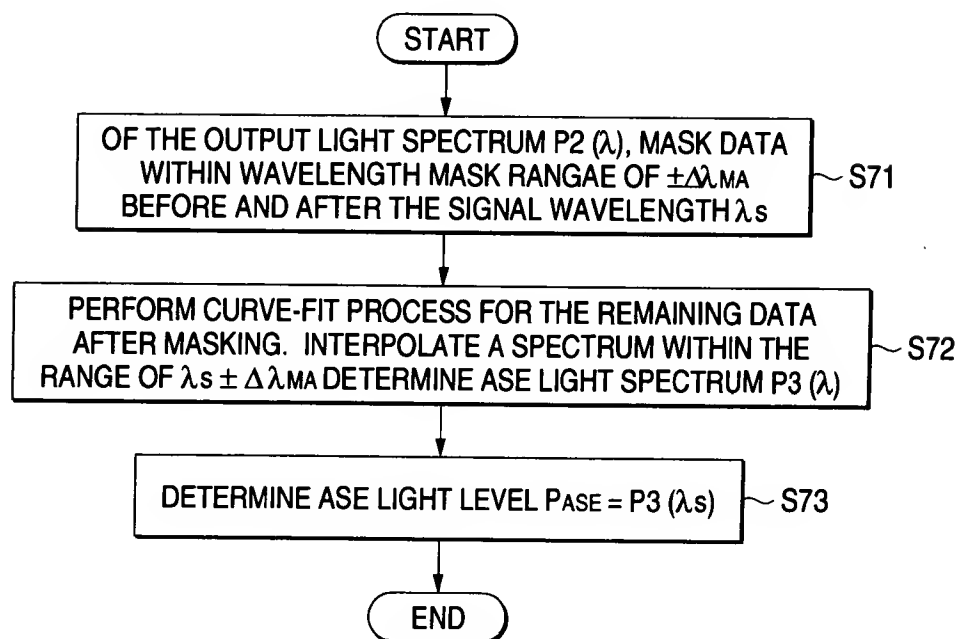 START
OF THE OUTPUT LIGHT SPECTRUM P2 (λ), MASK DATA
WITHIN WAVELENGTH MASK RANGAE OF ±ΔλMA
BEFORE AND AFTER THE SIGNAL WAVELENGTH λs
S71
PERFORM CURVE-FIT PROCESS FOR THE REMAINING DATA
AFTER MASKING. INTERPOLATE A SPECTRUM WITHIN THE
RANGE OF λs ± ΔλMA DETERMINE ASE LIGHT SPECTRUM P3 (λ)
S72
DETERMINE ASE LIGHT LEVEL PASE = P3 (λs)
S73
END